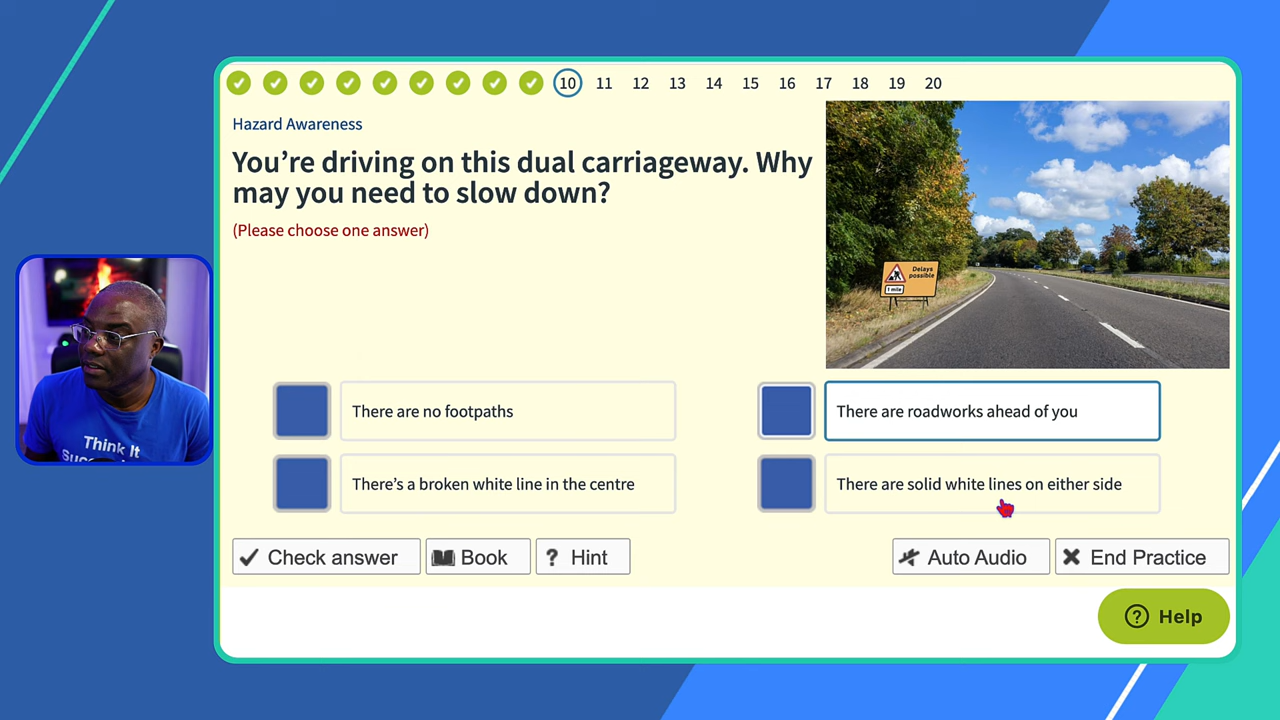 10 11 12 13 14 15 16 17 18 19 20
Hazard Awareness
You're driving on this dual carriageway. Why
may you need to slow down?
(Please choose one answer)
Delays
possible
1 mile
There are no footpaths
There are roadworks ahead of you
There's a broken white line in the centre
There are solid white lines on either side
Think It
Check answer
Book
? Hint
Auto Audio
End Practice
? Help